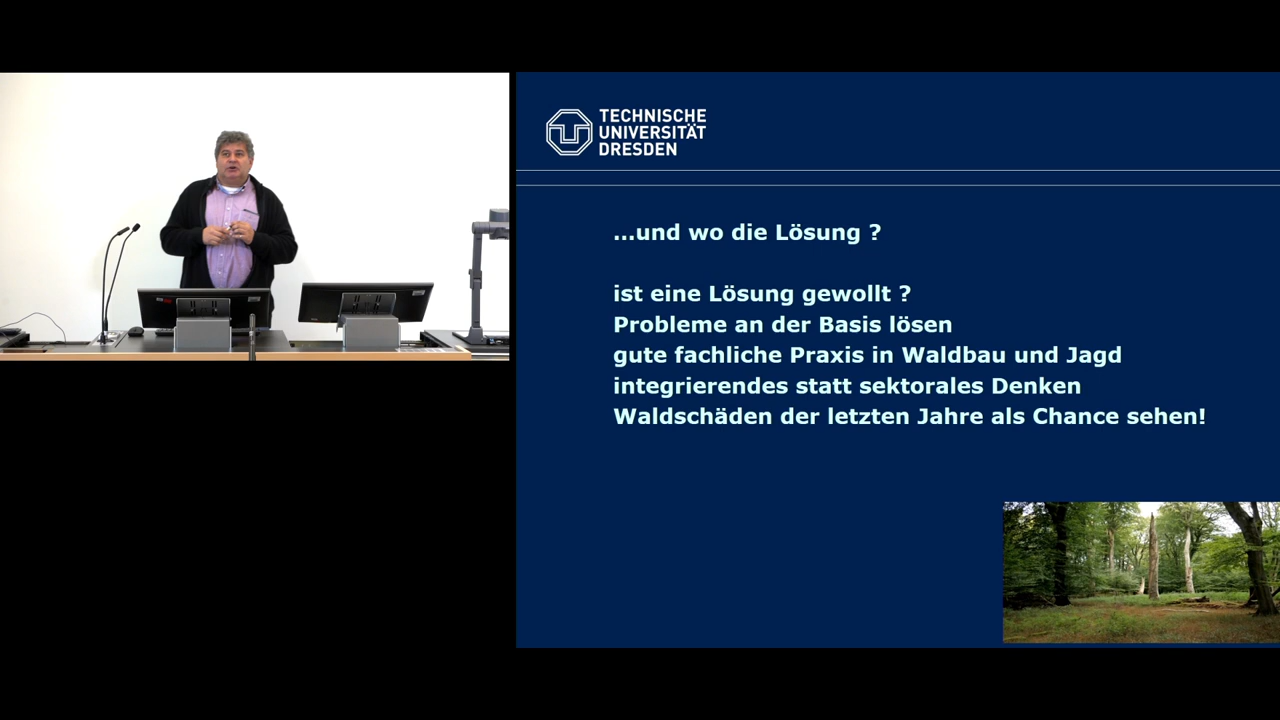 TECHNISCHE
UNIVERSITÄT
DRESDEN
...und wo die Lösung ?
ist eine Lösung gewollt ?
Probleme an der Basis lösen
gute fachliche Praxis in Waldbau und Jagd
integrierendes statt sektorales Denken
Waldschäden der letzten Jahre als Chance sehen!